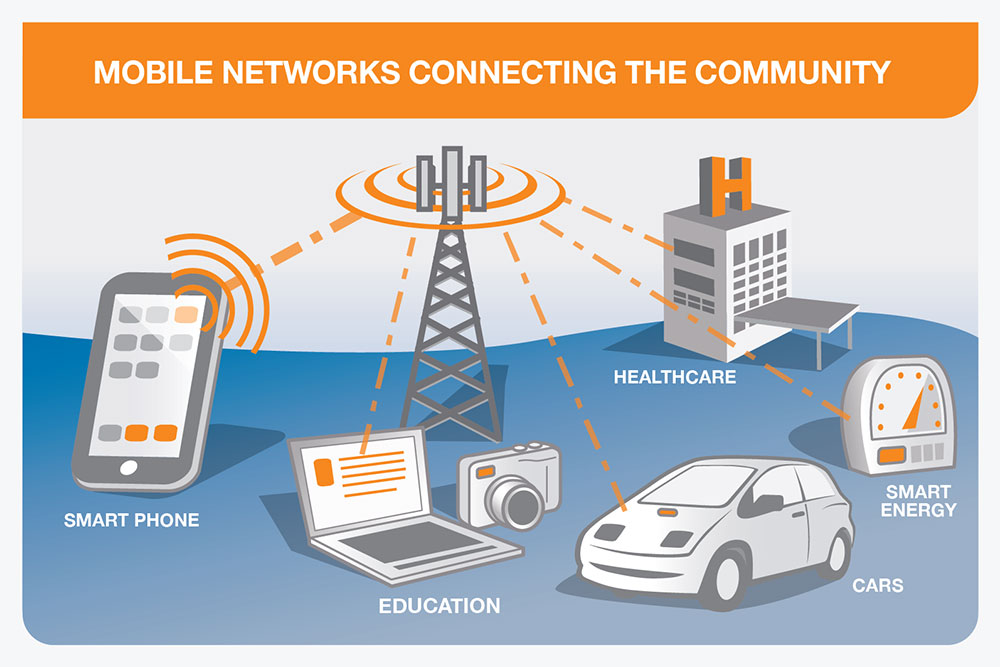 MOBILE NETWORKS CONNECTING THE COMMUNITY
H
HEALTHCARE
SMART PHONE
SMART
ENERGY
EDUCATION
CARS